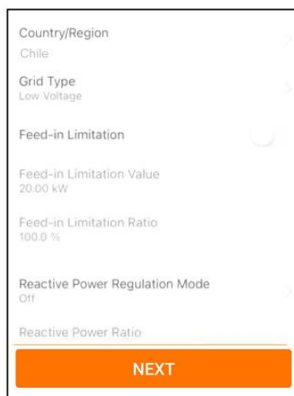 Country/Region
Chile
Grid Type
Low Voltage
Feed-in Limitation
Feed-in Limitation Value
20.00 kW
Feed-in Limitation Ratio
100.0 %
Reactive Power Regulation Mode
Off
Reactive Power Ratio
NEXT